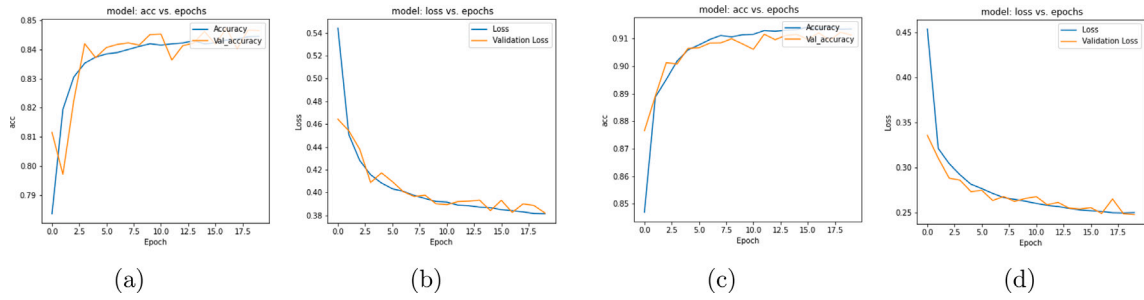 model: acc vs. epochs
Accuracy
Val_accuracy
0.85
0.84
0.83
0.82
0.81
0.80
0.79
acc
0.0 2.5 5.0 7.5 10.0 12.5 15.0 17.5
Epoch
(a)
model: loss vs. epochs
Loss
Validation Loss
0.54
0.52
0.50
0.48
0.46
0.44
0.42
0.40
0.38
Loss
0.0 2.5 5.0 7.5 10.0 12.5 15.0 17.5
Epoch
(b)
model: acc vs. epochs
Accuracy
Val_accuracy
0.91
0.90
0.89
0.88
0.87
0.86
0.85
acc
0.0 2.5 5.0 7.5 10.0 12.5 15.0 17.5
Epoch
(c)
model: loss vs. epochs
Loss
Validation Loss
0.45
0.40
0.35
0.30
0.25
Loss
0.0 2.5 5.0 7.5 10.0 12.5 15.0 17.5
Epoch
(d)